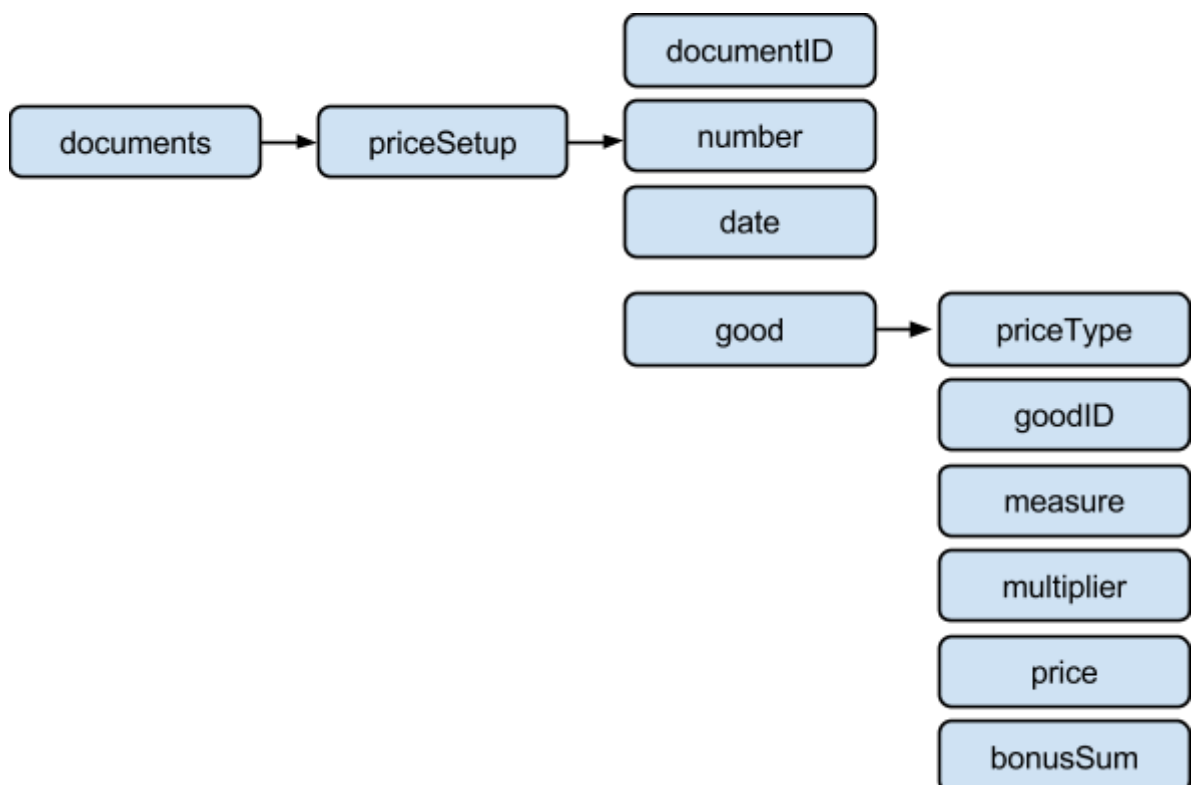 documents
priceSetup
documentID
number
date
good
priceType
goodID
measure
multiplier
price
bonusSum